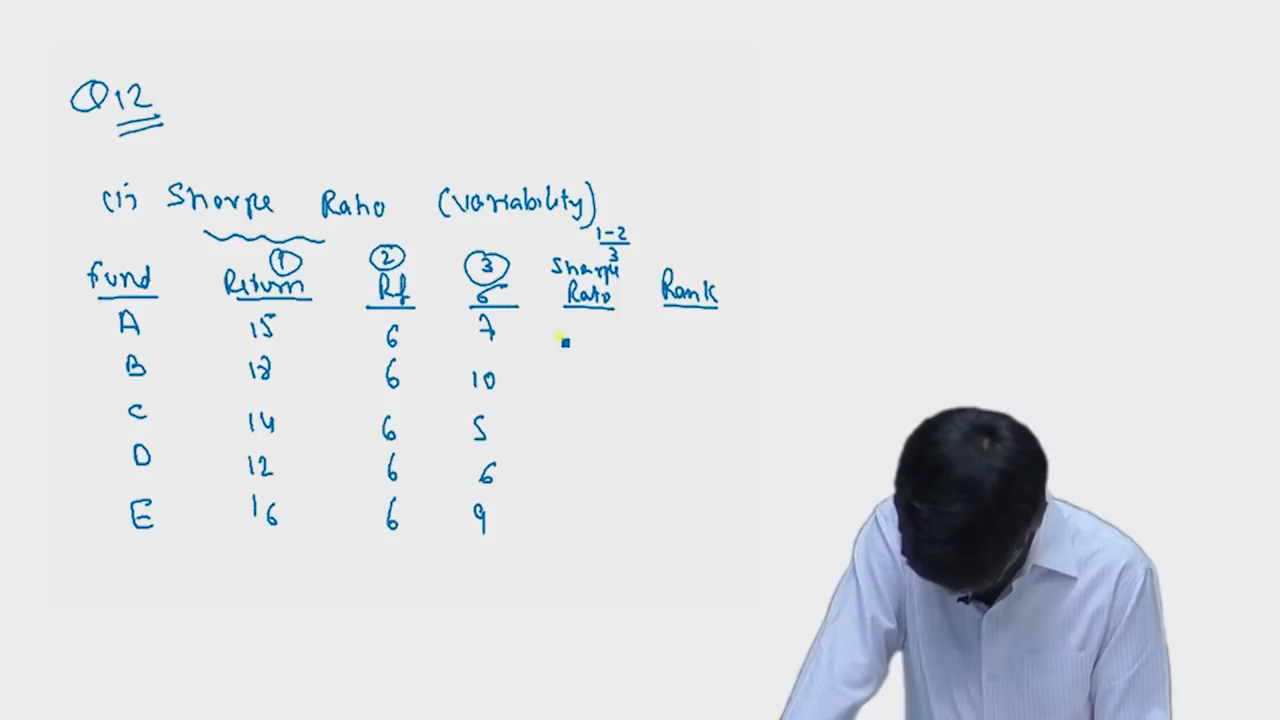 Q12
(i) Sharpe Ratio (variability)
1-2
3
① ② ③
Fund Return Rf σ Sharpe Ratio Rank
A 15 6 7
B 18 6 10
C 14 6 5
D 12 6 6
E 16 6 9